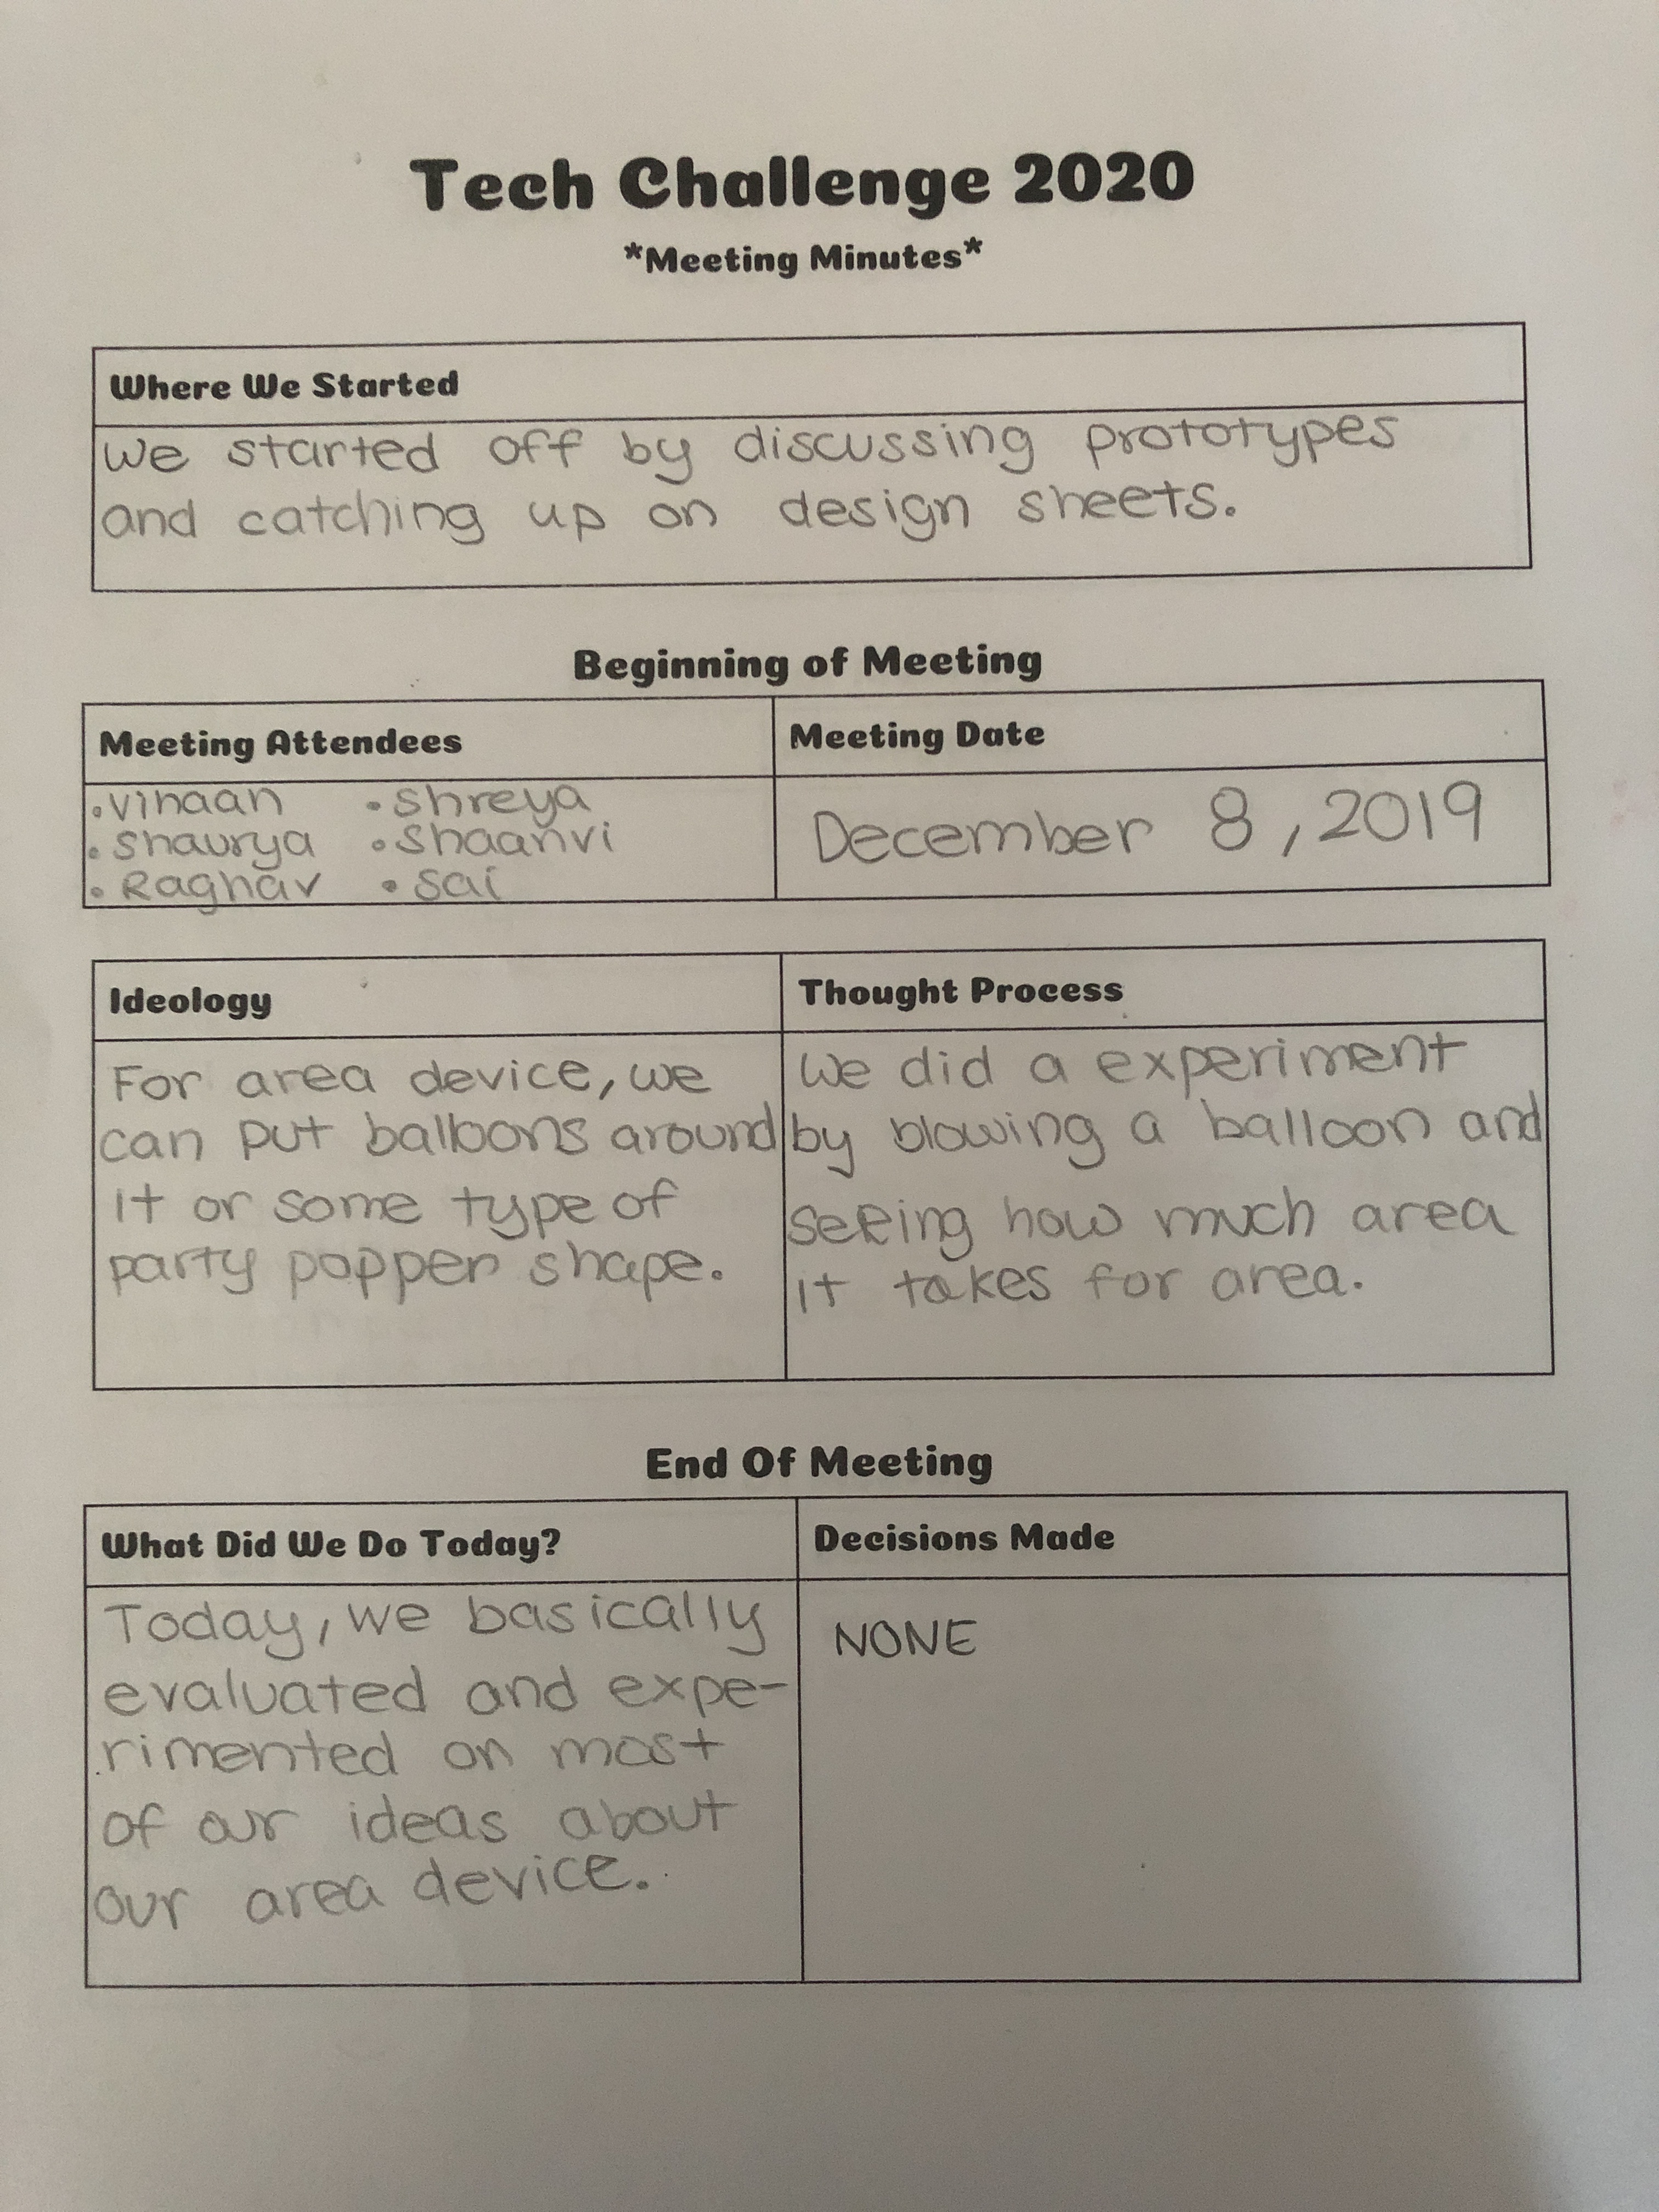 Tech Challenge 2020
*Meeting Minutes*
Where We Started
We started off by discussing prototypes
and catching up on design sheets.
Beginning of Meeting
Meeting Attendees
Meeting Date
•Vihaan •Shreya
•Shaurya •Shaanvi
•Raghav •Sai
December 8, 2019
Ideology
For area device, we
can put balloons around
it or some type of
party popper shape.
Thought Process
We did a experiment
by blowing a balloon and
seeing how much area
it takes for area.
End Of Meeting
What Did We Do Today?
Today, we basically
evaluated and expe-
rimented on most
of our ideas about
our area device.
Decisions Made
NONE